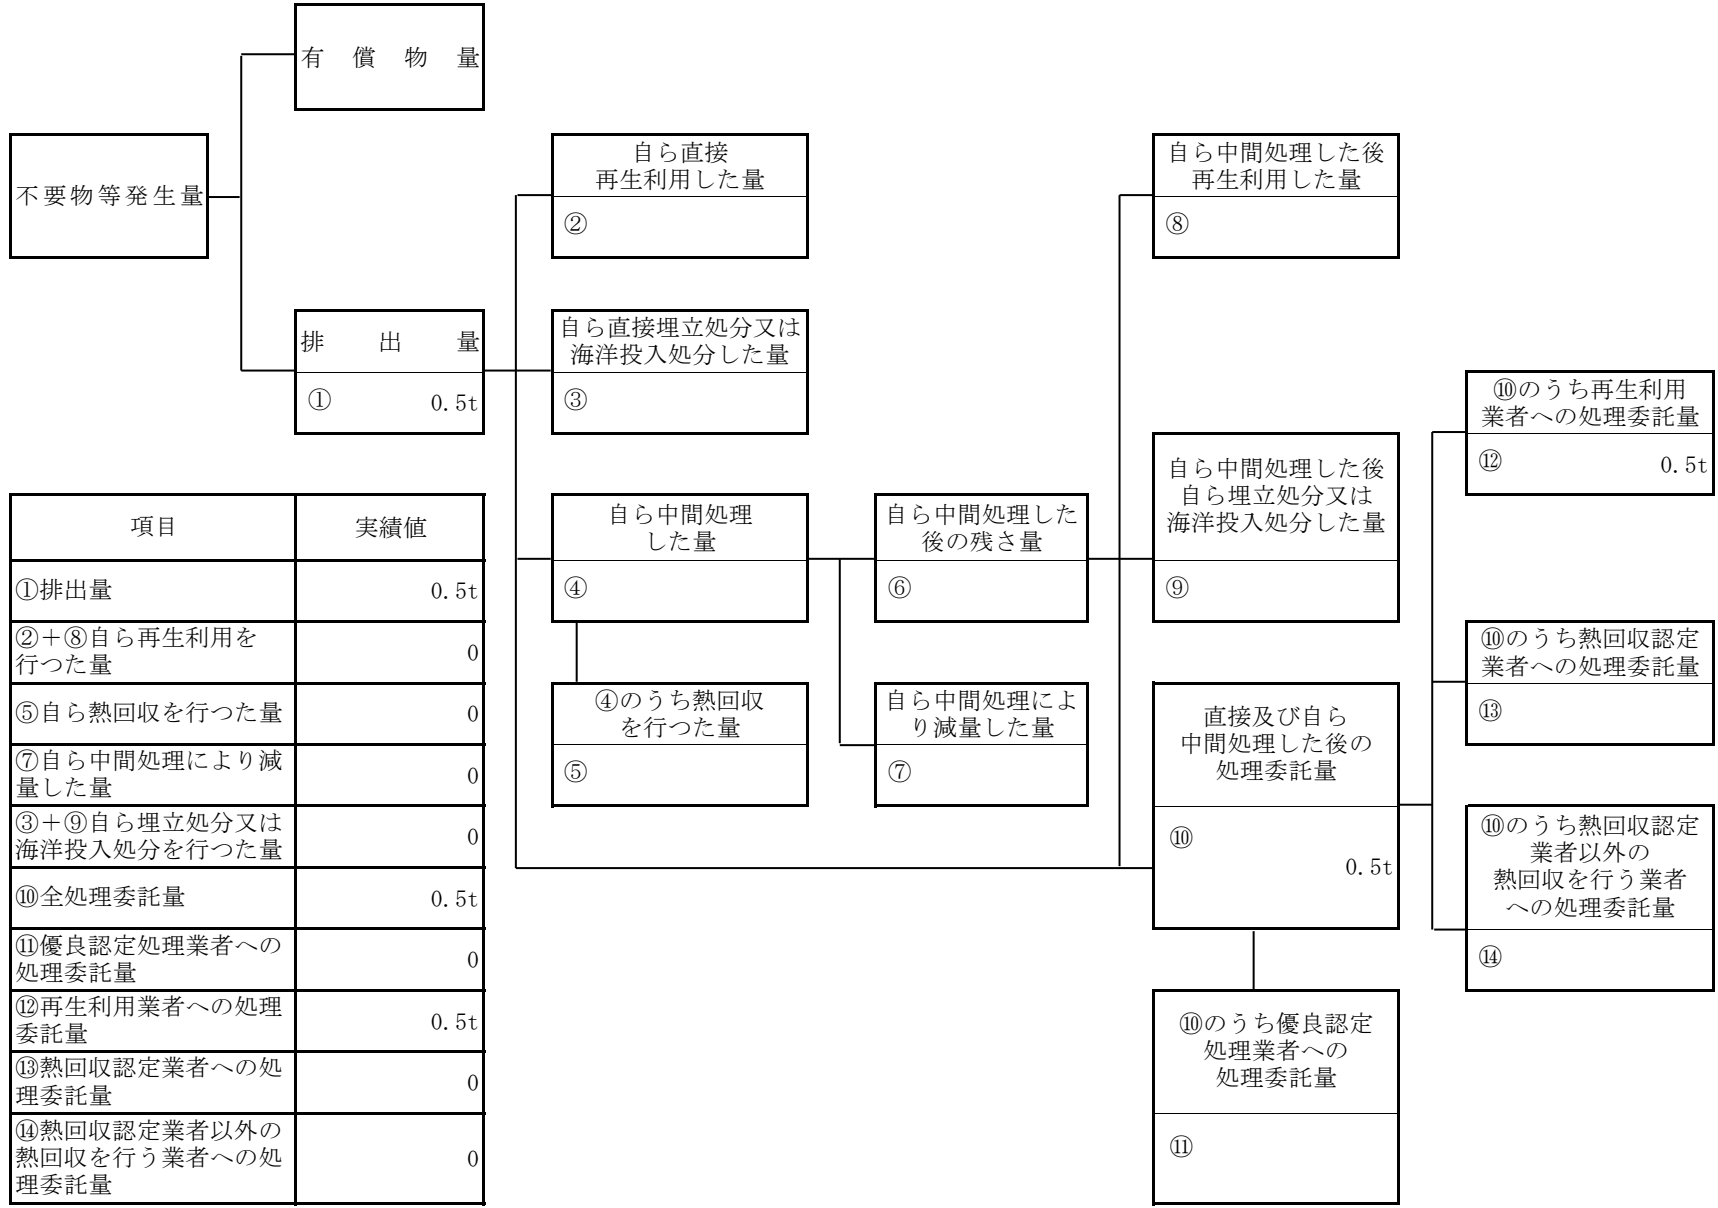 有償物量
不要物等発生量
自ら直接
再生利用した量
②
自ら中間処理した後
再生利用した量
⑧
排出量
① 0.5t
自ら直接埋立処分又は
海洋投入処分した量
③
⑩のうち再生利用
業者への処理委託量
⑫ 0.5t
自ら中間処理した後
自ら埋立処分又は
海洋投入処分した量
⑨
自ら中間処理
した量
④
自ら中間処理した
後の残さ量
⑥
⑩のうち熱回収認定
業者への処理委託量
⑬
④のうち熱回収
を行つた量
⑤
自ら中間処理によ
り減量した量
⑦
直接及び自ら
中間処理した後の
処理委託量
⑩
0.5t
⑩のうち熱回収認定
業者以外の
熱回収を行う業者
への処理委託量
⑭
⑩のうち優良認定
処理業者への
処理委託量
⑪
項目 実績値
①排出量 0.5t
②+⑧自ら再生利用を
行つた量 0
⑤自ら熱回収を行つた量 0
⑦自ら中間処理により減
量した量 0
③+⑨自ら埋立処分又は
海洋投入処分を行つた量 0
⑩全処理委託量 0.5t
⑪優良認定処理業者への
処理委託量 0
⑫再生利用業者への処理
委託量 0.5t
⑬熱回収認定業者への処
理委託量 0
⑭熱回収認定業者以外の
熱回収を行う業者への処
理委託量 0